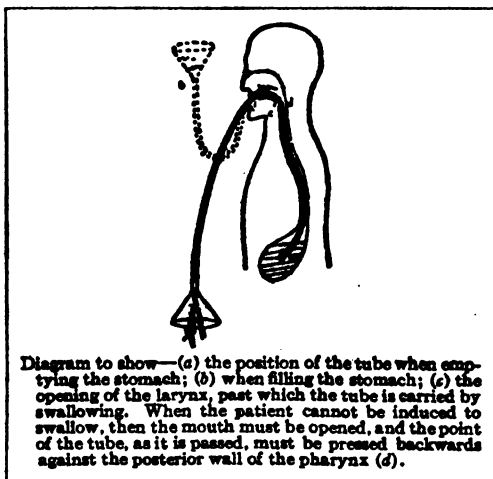 b
Diagram to show—(a) the position of the tube when emp-
tying the stomach; (b) when filling the stomach; (c) the
opening of the larynx, past which the tube is carried by
swallowing. When the patient cannot be induced to
swallow, then the mouth must be opened, and the point
of the tube, as it is passed, must be pressed backwards
against the posterior wall of the pharynx (d).